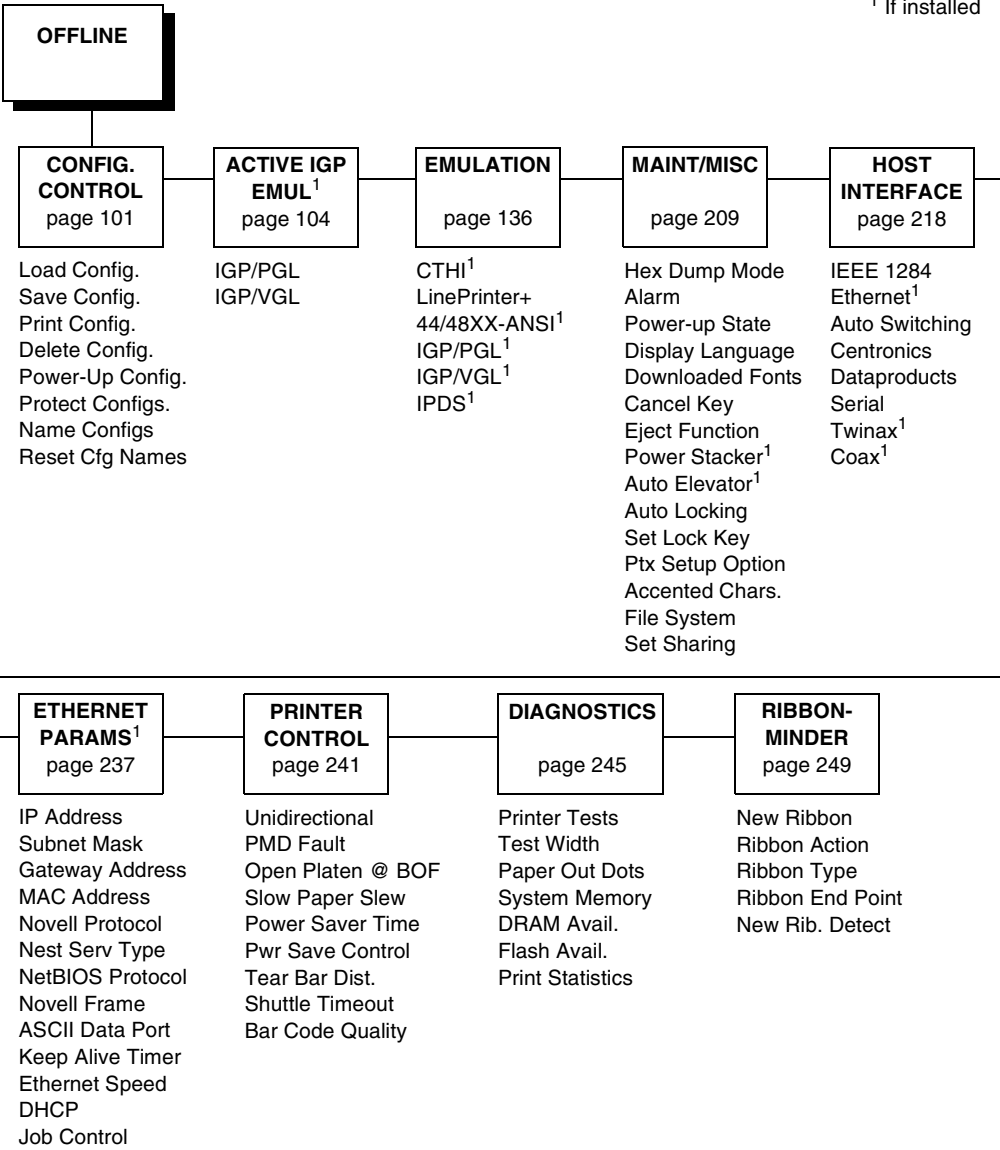 ¹ If installed
OFFLINE
CONFIG.
CONTROL
page 101
Load Config.
Save Config.
Print Config.
Delete Config.
Power-Up Config.
Protect Configs.
Name Configs
Reset Cfg Names
ACTIVE IGP
EMUL¹
page 104
IGP/PGL
IGP/VGL
EMULATION
page 136
CTHI¹
LinePrinter+
44/48XX-ANSI¹
IGP/PGL¹
IGP/VGL¹
IPDS¹
MAINT/MISC
page 209
Hex Dump Mode
Alarm
Power-up State
Display Language
Downloaded Fonts
Cancel Key
Eject Function
Power Stacker¹
Auto Elevator¹
Auto Locking
Set Lock Key
Ptx Setup Option
Accented Chars.
File System
Set Sharing
HOST
INTERFACE
page 218
IEEE 1284
Ethernet¹
Auto Switching
Centronics
Dataproducts
Serial
Twinax¹
Coax¹
ETHERNET
PARAMS¹
page 237
IP Address
Subnet Mask
Gateway Address
MAC Address
Novell Protocol
Nest Serv Type
NetBIOS Protocol
Novell Frame
ASCII Data Port
Keep Alive Timer
Ethernet Speed
DHCP
Job Control
PRINTER
CONTROL
page 241
Unidirectional
PMD Fault
Open Platen @ BOF
Slow Paper Slew
Power Saver Time
Pwr Save Control
Tear Bar Dist.
Shuttle Timeout
Bar Code Quality
DIAGNOSTICS
page 245
Printer Tests
Test Width
Paper Out Dots
System Memory
DRAM Avail.
Flash Avail.
Print Statistics
RIBBON-
MINDER
page 249
New Ribbon
Ribbon Action
Ribbon Type
Ribbon End Point
New Rib. Detect